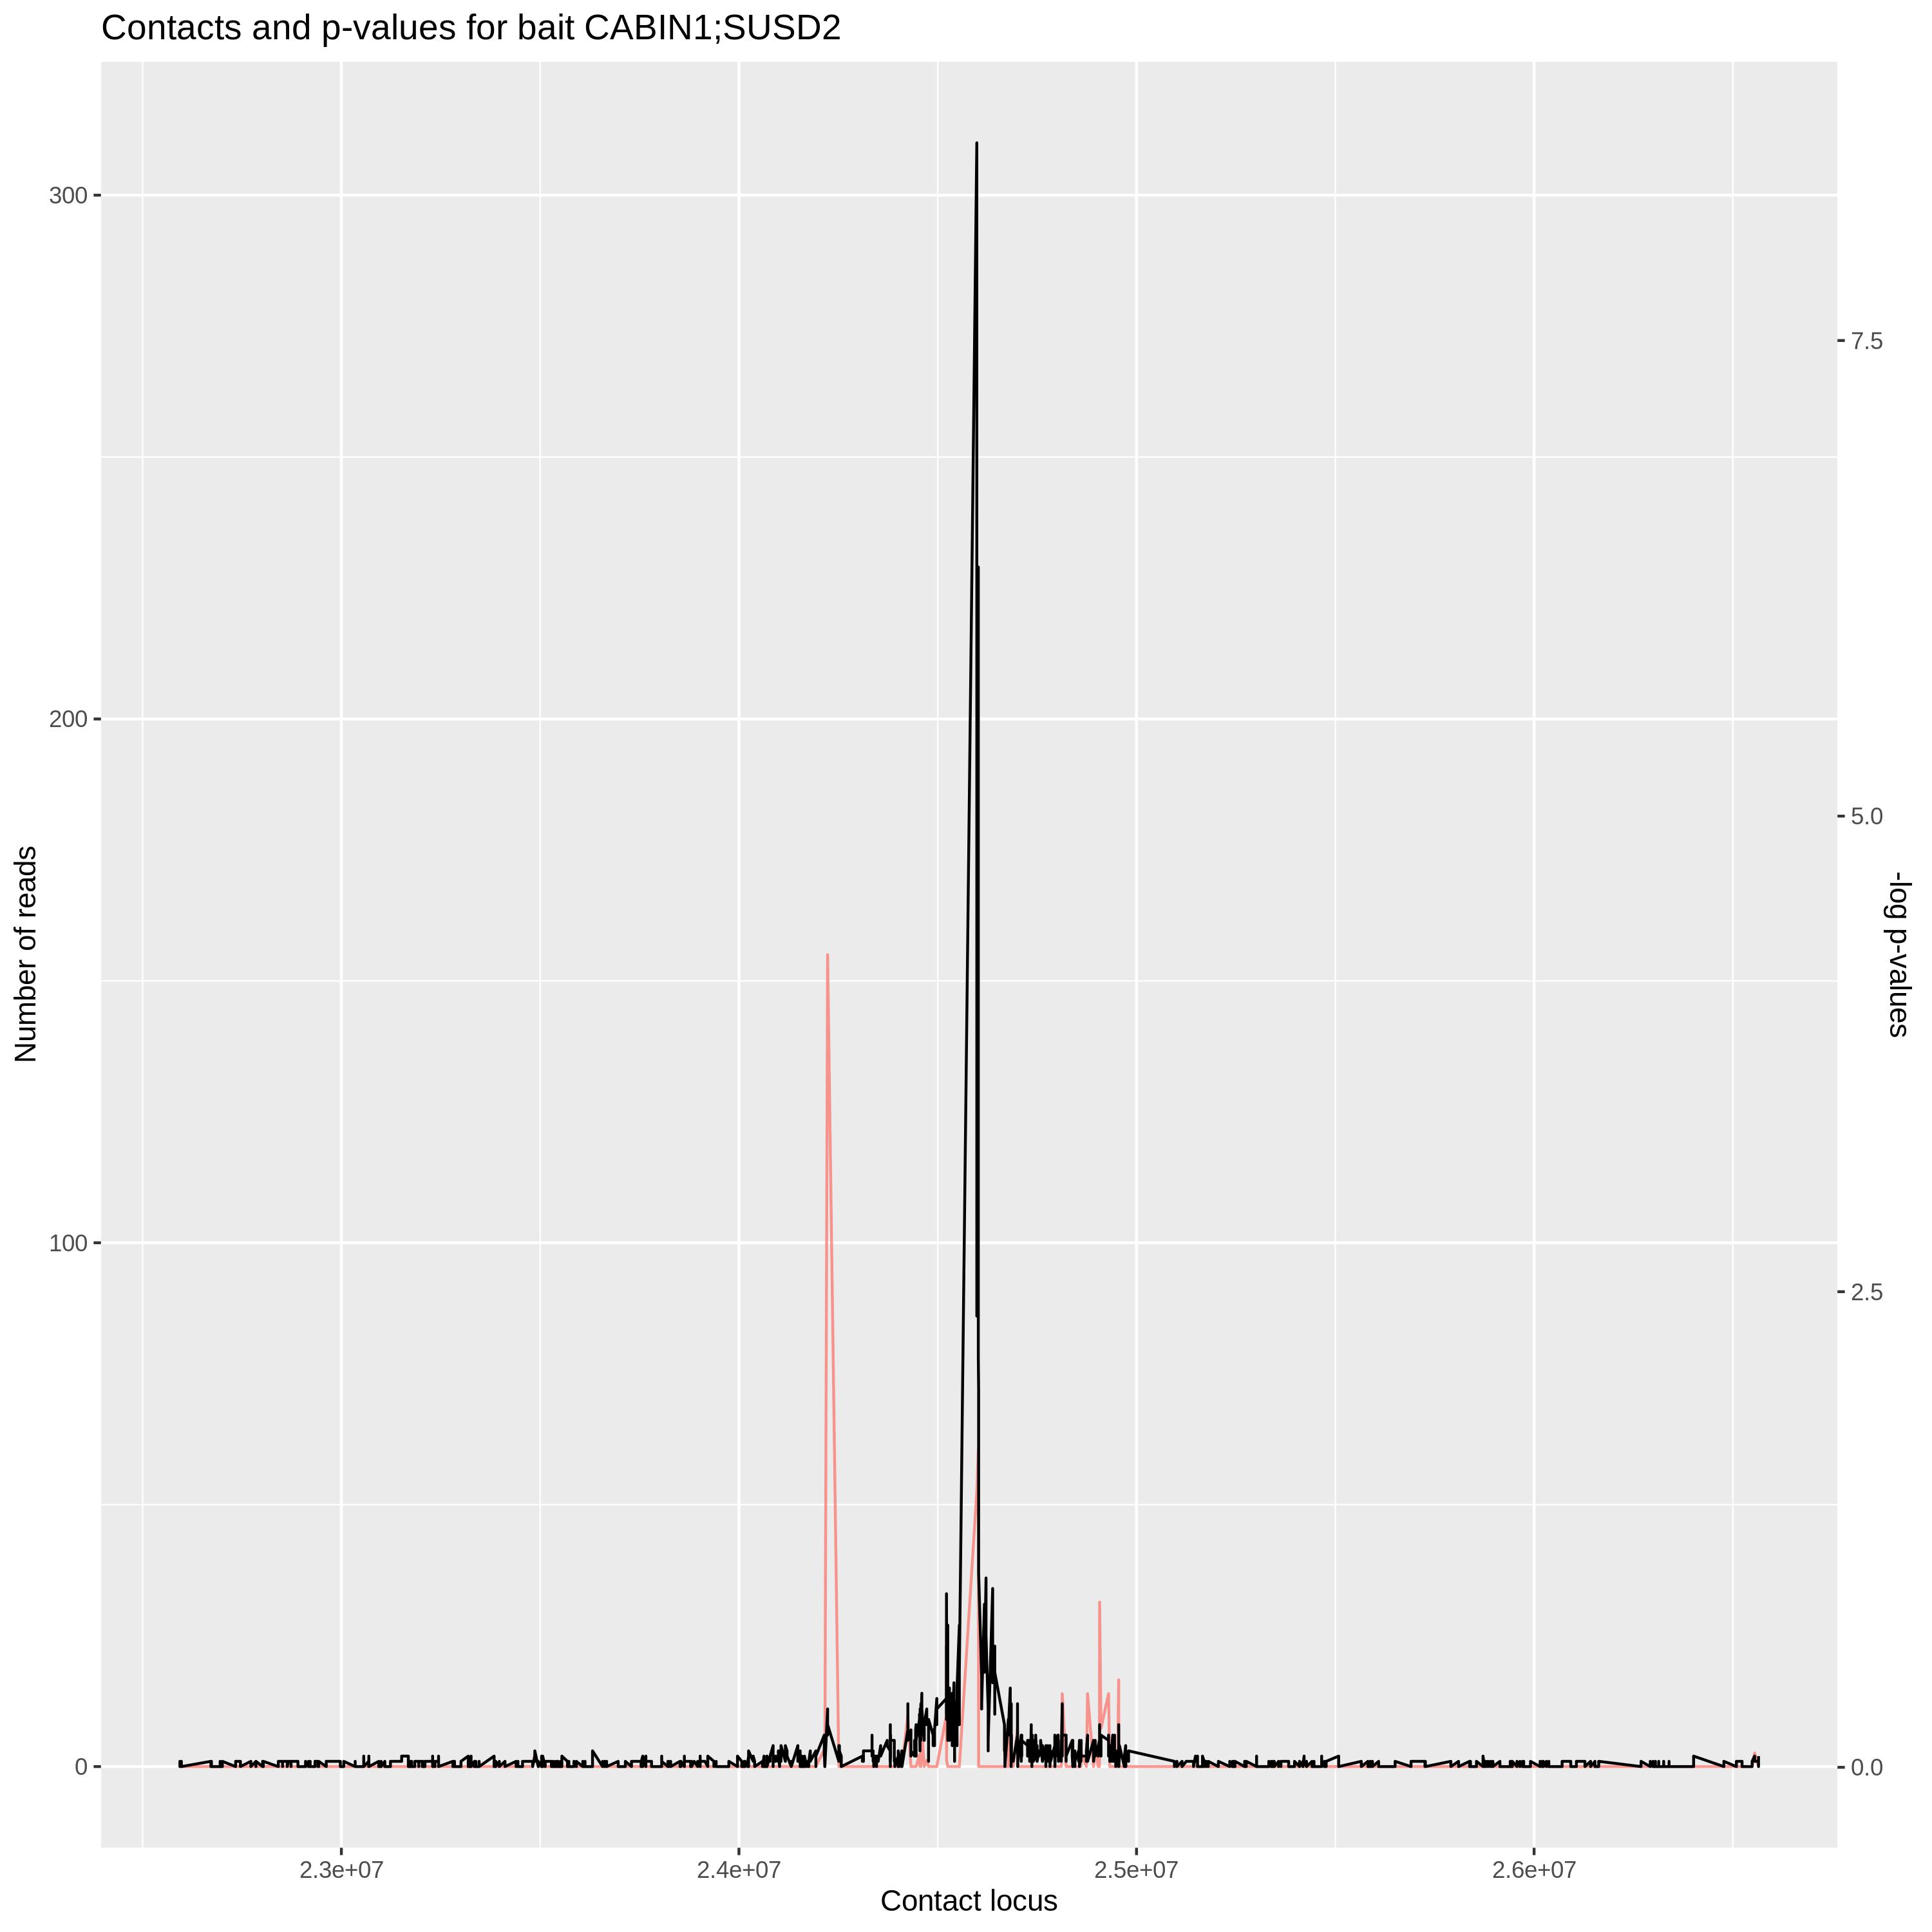 Contacts and p-values for bait CABIN1;SUSD2
300
200
100
0
Number of reads
7.5
5.0
2.5
0.0
-log p-values
2.3e+07
2.4e+07
2.5e+07
2.6e+07
Contact locus